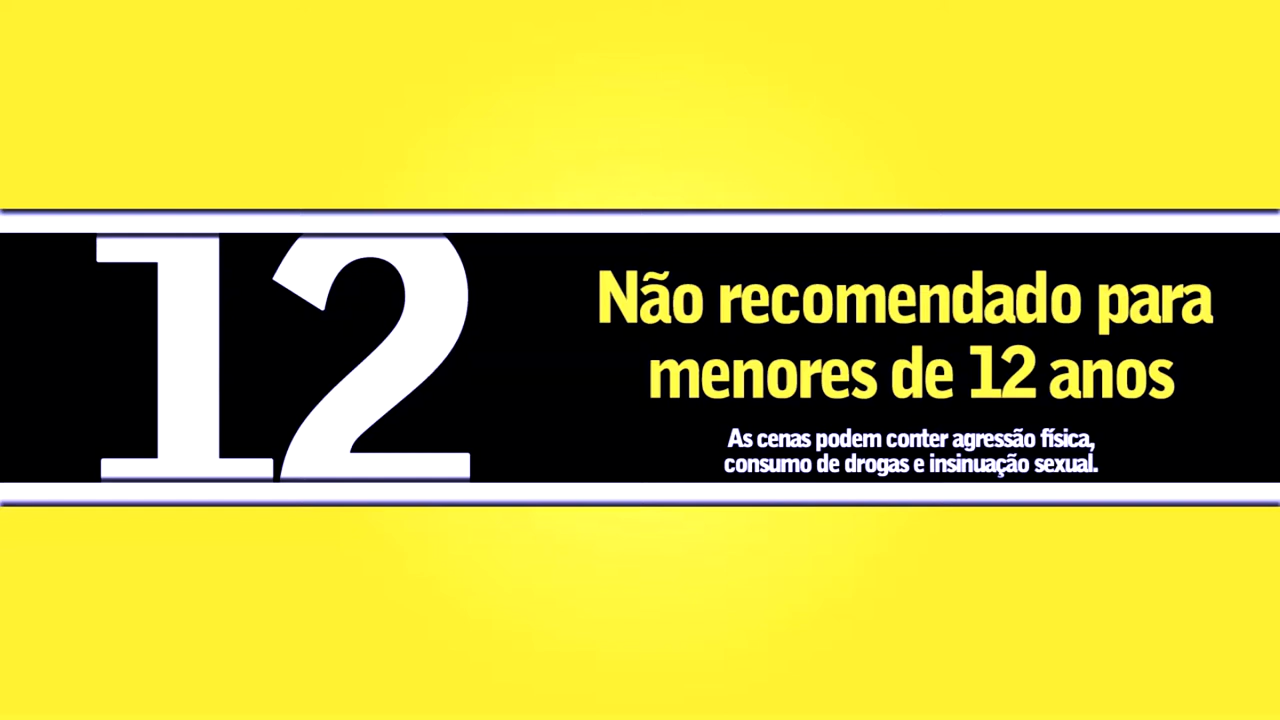 12
Não recomendado para
menores de 12 anos
As cenas podem conter agressão física,
consumo de drogas e insinuação sexual.